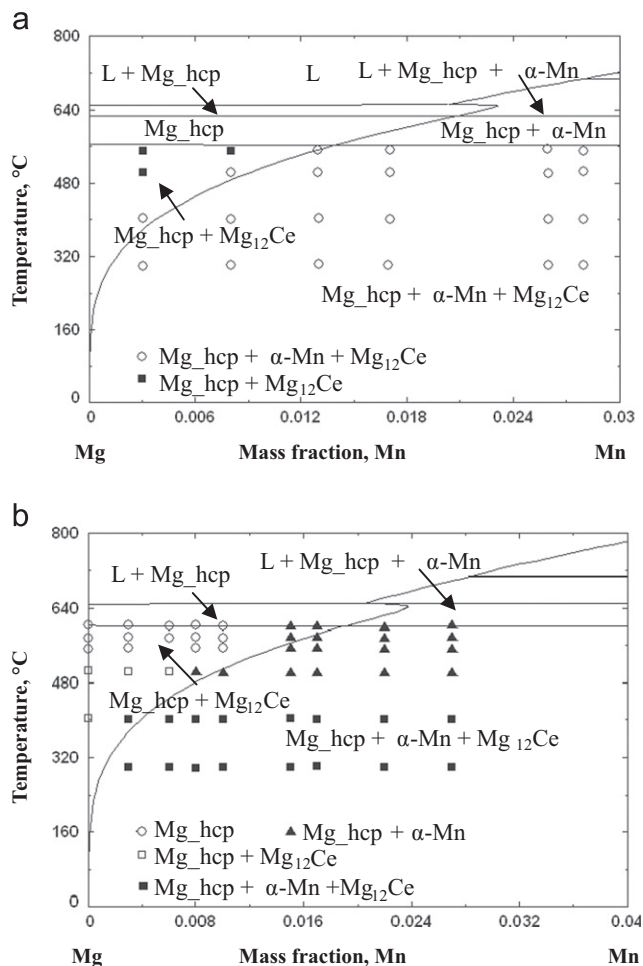 a
800
L + Mg_hcp L L + Mg_hcp + α-Mn
640
Mg_hcp Mg_hcp + α-Mn
480
Mg_hcp + Mg₁₂Ce
320
Mg_hcp + α-Mn + Mg₁₂Ce
160
Mg_hcp + α-Mn + Mg₁₂Ce
Mg_hcp + Mg₁₂Ce
0
Temperature, °C
0 0.006 0.012 0.018 0.024 0.03
Mg Mass fraction, Mn Mn
b
800
L + Mg_hcp + α-Mn
L + Mg_hcp
640
480
Mg_hcp + Mg₁₂Ce
Mg_hcp + α-Mn + Mg ₁₂Ce
320
160
Mg_hcp Mg_hcp + α-Mn
Mg_hcp + Mg₁₂Ce
Mg_hcp + α-Mn +Mg₁₂Ce
0
Temperature, °C
0 0.008 0.016 0.024 0.032 0.04
Mg Mass fraction, Mn Mn